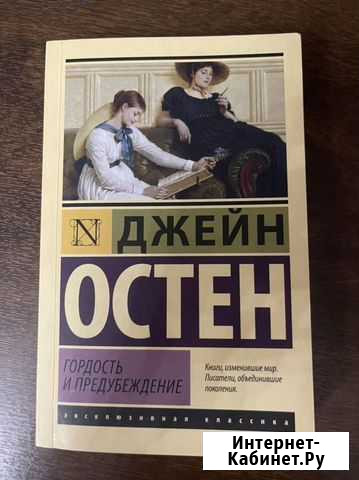 N
ДЖЕЙН
ОСТЕН
ГОРДОСТЬ
И ПРЕДУБЕЖДЕНИЕ
Книги, изменившие мир.
Писатели, объединившие
поколения.
эксклюзивная классика
Интернет-
Кабинет.Ру